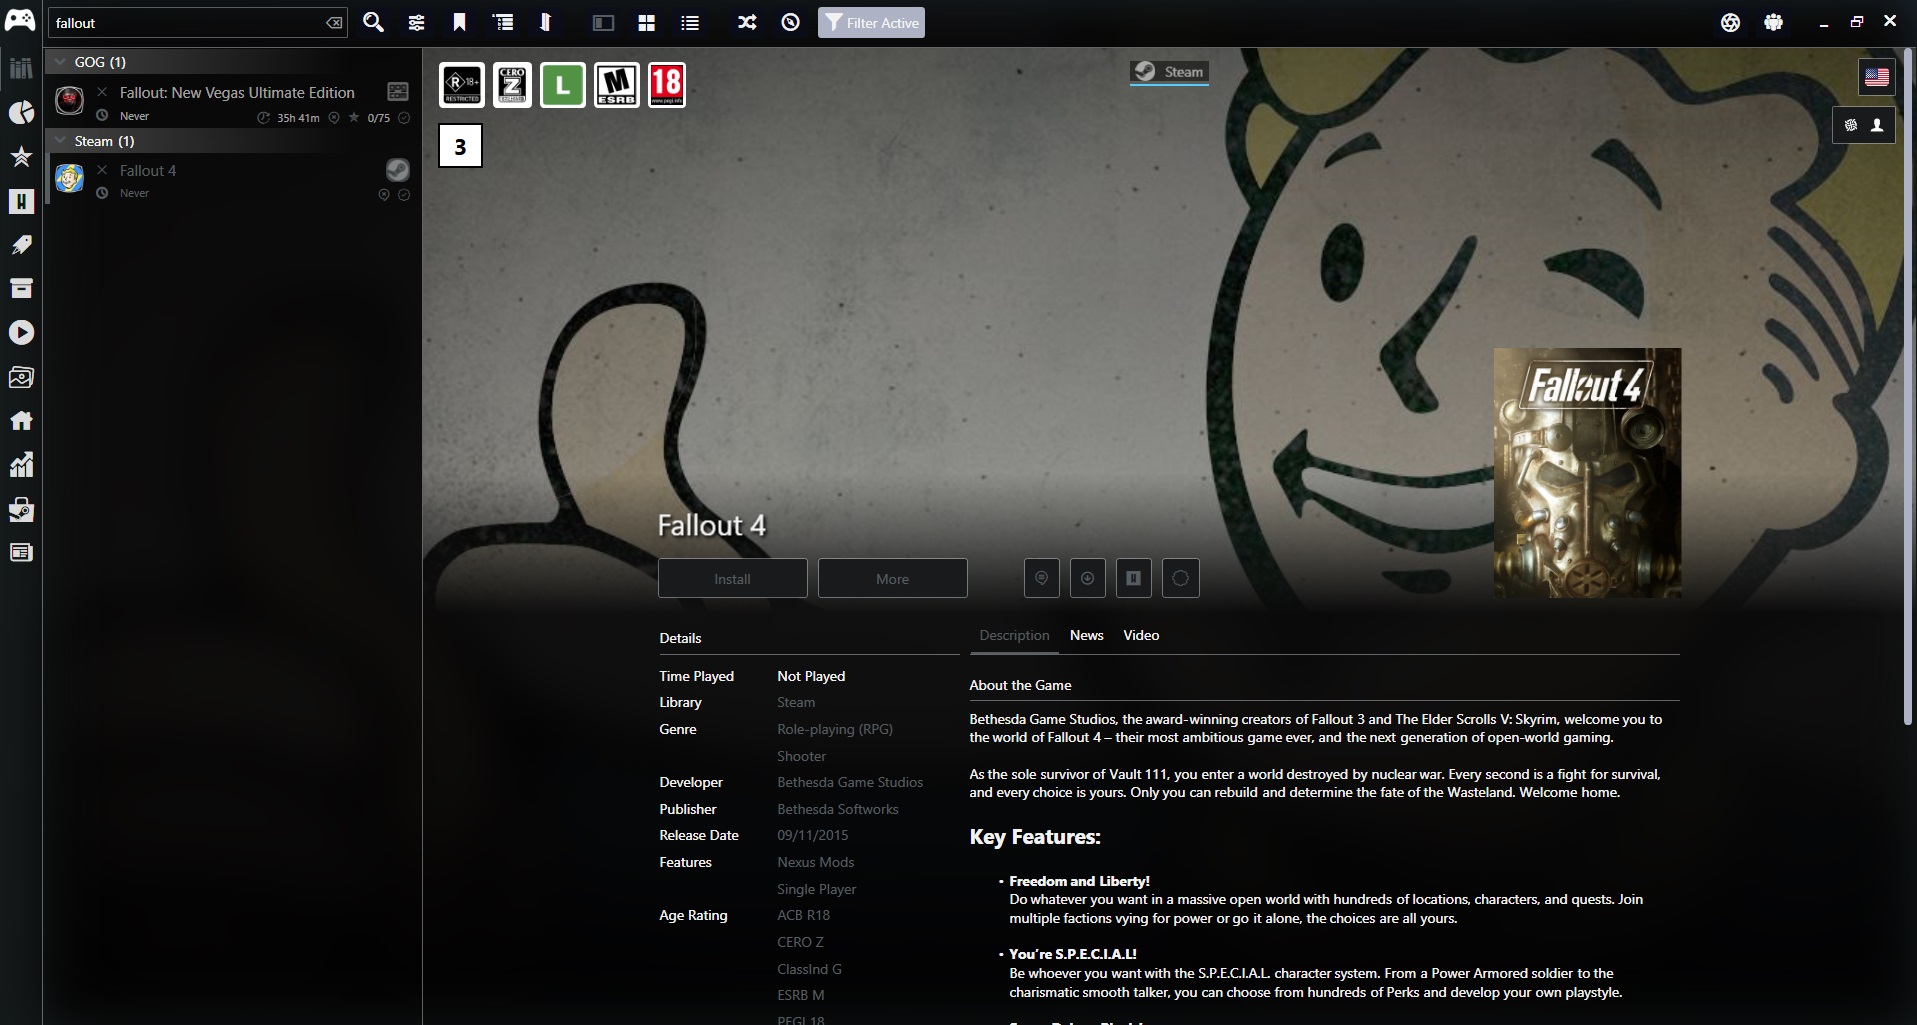 fallout
Filter Active
GOG (1)
Fallout: New Vegas Ultimate Edition
Never
35h 41m
0/75
Steam (1)
Fallout 4
Never
R 18+
RESTRICTED
CERO
Z
L
M
ESRB
18
www.pegi.info
3
Steam
Fallout 4
Fallout 4
Install
More
H
Details
Time Played
Not Played
Library
Steam
Genre
Role-playing (RPG)
Shooter
Developer
Bethesda Game Studios
Publisher
Bethesda Softworks
Release Date
09/11/2015
Features
Nexus Mods
Single Player
Age Rating
ACB R18
CERO Z
ClassInd G
ESRB M
PEGI 18
Description News Video
About the Game
Bethesda Game Studios, the award-winning creators of Fallout 3 and The Elder Scrolls V: Skyrim, welcome you to
the world of Fallout 4 – their most ambitious game ever, and the next generation of open-world gaming.
As the sole survivor of Vault 111, you enter a world destroyed by nuclear war. Every second is a fight for survival,
and every choice is yours. Only you can rebuild and determine the fate of the Wasteland. Welcome home.
Key Features:
• Freedom and Liberty!
Do whatever you want in a massive open world with hundreds of locations, characters, and quests. Join
multiple factions vying for power or go it alone, the choices are all yours.
• You're S.P.E.C.I.A.L!
Be whoever you want with the S.P.E.C.I.A.L. character system. From a Power Armored soldier to the
charismatic smooth talker, you can choose from hundreds of Perks and develop your own playstyle.